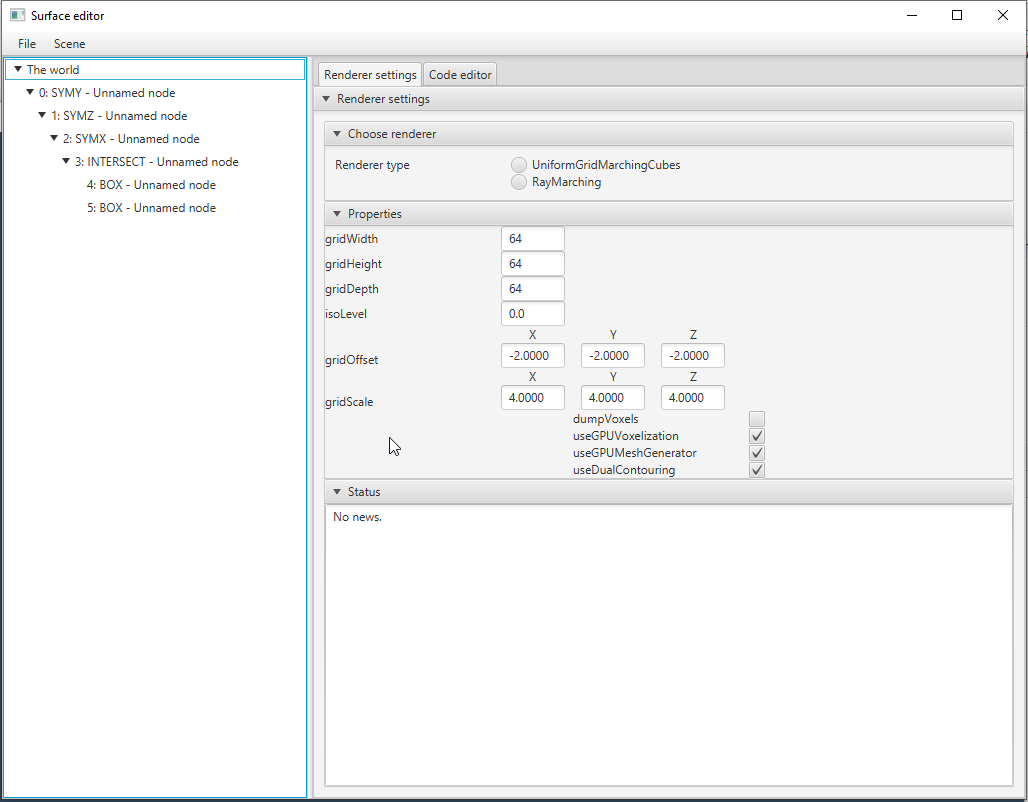 Surface editor
File Scene
The world
0: SYMY - Unnamed node
1: SYMZ - Unnamed node
2: SYMX - Unnamed node
3: INTERSECT - Unnamed node
4: BOX - Unnamed node
5: BOX - Unnamed node
Renderer settings Code editor
Renderer settings
Choose renderer
Renderer type UniformGridMarchingCubes
RayMarching
Properties
gridWidth 64
gridHeight 64
gridDepth 64
isoLevel 0.0
X Y Z
gridOffset -2.0000 -2.0000 -2.0000
X Y Z
gridScale 4.0000 4.0000 4.0000
dumpVoxels
useGPUVoxelization
useGPUMeshGenerator
useDualContouring
Status
No news.